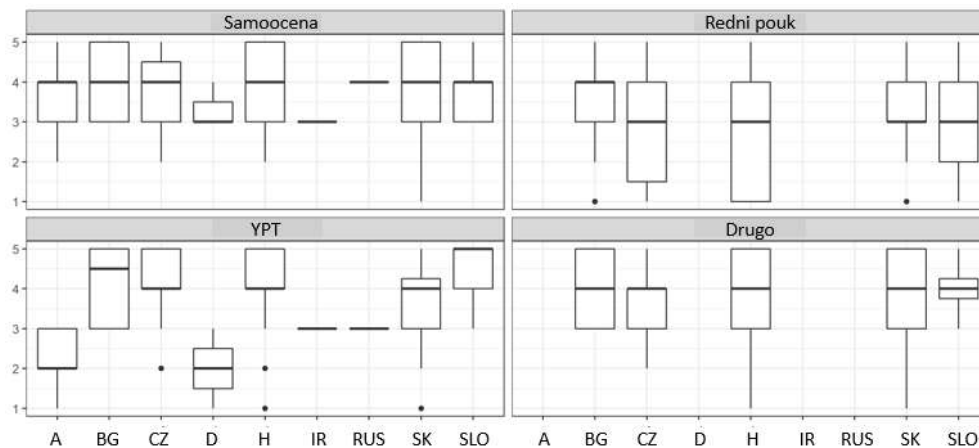 Samoocena
Redni pouk
5
4
3
2
1
YPT
Drugo
5
4
3
2
1
A BG CZ D H IR RUS SK SLO
A BG CZ D H IR RUS SK SLO